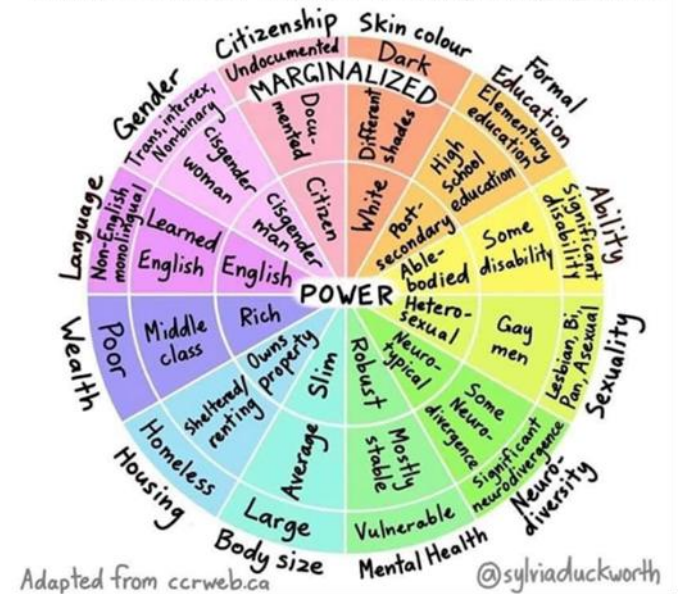 Citizenship
Undocumented
Docu-
mented
Citizen
Skin colour
Dark
Different
shades
White
Formal
Education
Elementary
education
High
School
education
Post-
secondary
Ability
Significant
disability
Some
disability
Able-
bodied
Sexuality
Lesbian, Bi,
Pan, Asexual
Gay
men
Hetero-
sexual
Neuro-
diversity
Significant
neurodivergence
Some
Neuro-
divergence
Neuro-
typical
Mental Health
Vulnerable
Mostly
stable
Robust
Body size
Large
Average
Slim
Housing
Homeless
Sheltered/
renting
Owns
property
Wealth
Poor
Middle
class
Rich
Language
Non-English
monolingual
Learned
English
English
Gender
Trans, intersex,
Non-binary
Cisgender
woman
Cisgender
man
MARGINALIZED
POWER
Adapted from ccrweb.ca
@sylviaduckworth